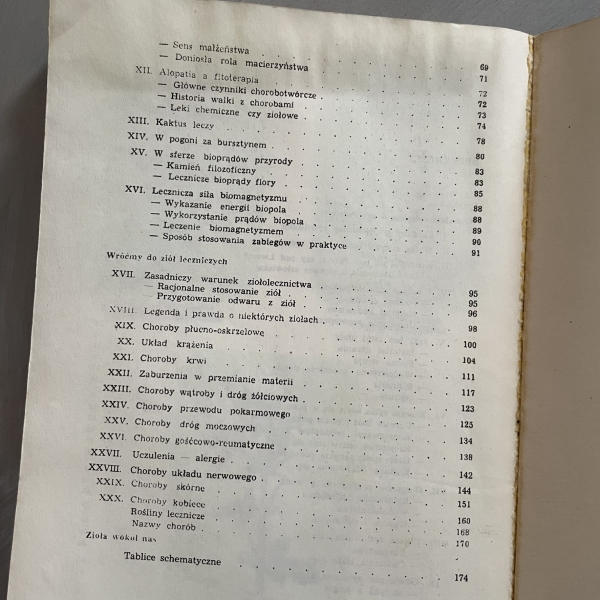 — Sens małżeństwa 69
— Doniosła rola macierzyństwa 71
XII. Alopatia a fitoterapia 72
— Główne czynniki chorobotwórcze 72
— Historia walki z chorobami 73
— Leki chemiczne czy ziołowe 74
XIII. Kaktus leczy 78
XIV. W pogoni za bursztynem 80
XV. W sferze bioprądów przyrody 83
— Kamień filozoficzny 83
— Lecznicze bioprądy flory 85
XVI. Lecznicza siła biomagnetyzmu 88
— Wykazanie energii biopola 88
— Wykorzystanie prądów biopola 89
— Leczenie biomagnetyzmem 90
— Sposób stosowania zabiegów w praktyce 91
Wróćmy do ziół leczniczych
XVII. Zasadniczy warunek ziołolecznictwa 95
— Racjonalne stosowanie ziół 95
— Przygotowanie odwaru z ziół 96
XVIII. Legenda i prawda o niektórych ziołach 98
XIX. Choroby płucno-oskrzelowe 100
XX. Układ krążenia 104
XXI. Choroby krwi 111
XXII. Zaburzenia w przemianie materii 117
XXIII. Choroby wątroby i dróg żółciowych 123
XXIV. Choroby przewodu pokarmowego 125
XXV. Choroby dróg moczowych 134
XXVI. Choroby gośćcowo-reumatyczne 138
XXVII. Uczulenia — alergie 142
XXVIII. Choroby układu nerwowego 144
XXIX. Choroby skórne 151
XXX. Choroby kobiece 160
Rośliny lecznicze 168
Nazwy chorób 170
Zioła wokół nas
Tablice schematyczne 174